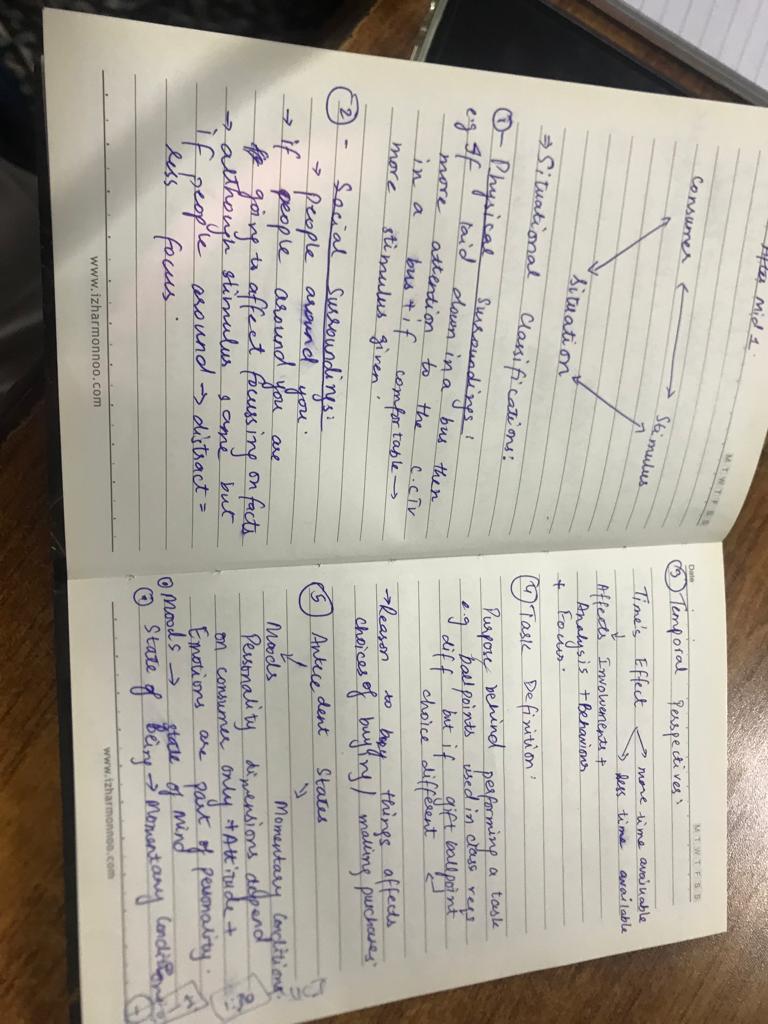 After Mid 1.
M T W T F S S
Consumer
Stimulus
Situation
⇒ Situational Classifications:
① - Physical Surroundings:
e.g If laid down in a bus then
more attention to the C.CTV
in a bus + if comfortable →
more stimulus given.
② - Social Surroundings:
→ people around you.
→ if people around you are
going to affect focussing on facts
→ although stimulus same but
if people around → distract =
less focus.
www.izharmonnoo.com
Date
M T W T F S S
③ Temporal Perspectives:
Time's Effect → more time available
→ less time available
Affects Involvements +
Analysis + Behaviours
+ Focus.
④ Task Definition:
Purpose behind performing a task
e.g ballpoints used in class reqs
diff but if gift ballpoint
choice different
→ Reason to buy things affects
choices of buying / making purchases.
⑤ Antecedent States
Moods Momentary Conditions.
Personality dimensions depend
on consumer only + Attitude +
Emotions are part of personality.
Moods → state of mind
State of Being → Momentary Conditions
www.izharmonnoo.com